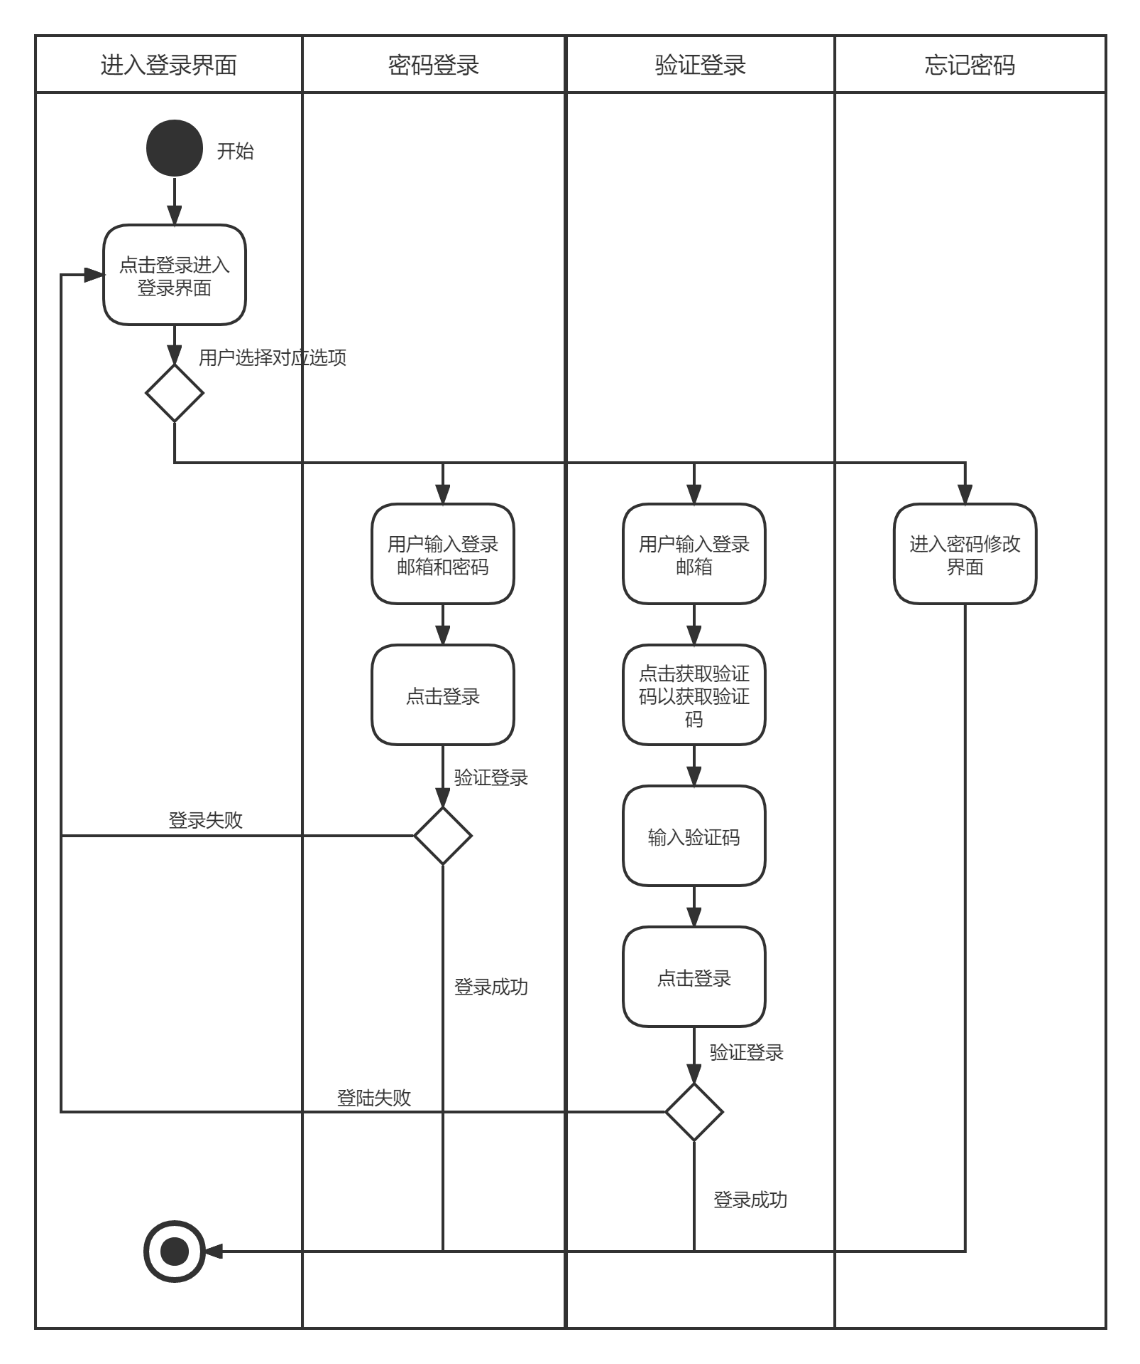 进入登录界面
密码登录
验证登录
忘记密码
开始
点击登录进入
登录界面
用户选择对应选项
用户输入登录
邮箱和密码
用户输入登录
邮箱
进入密码修改
界面
点击登录
点击获取验证
码以获取验证
码
验证登录
登录失败
输入验证码
登录成功
点击登录
验证登录
登陆失败
登录成功